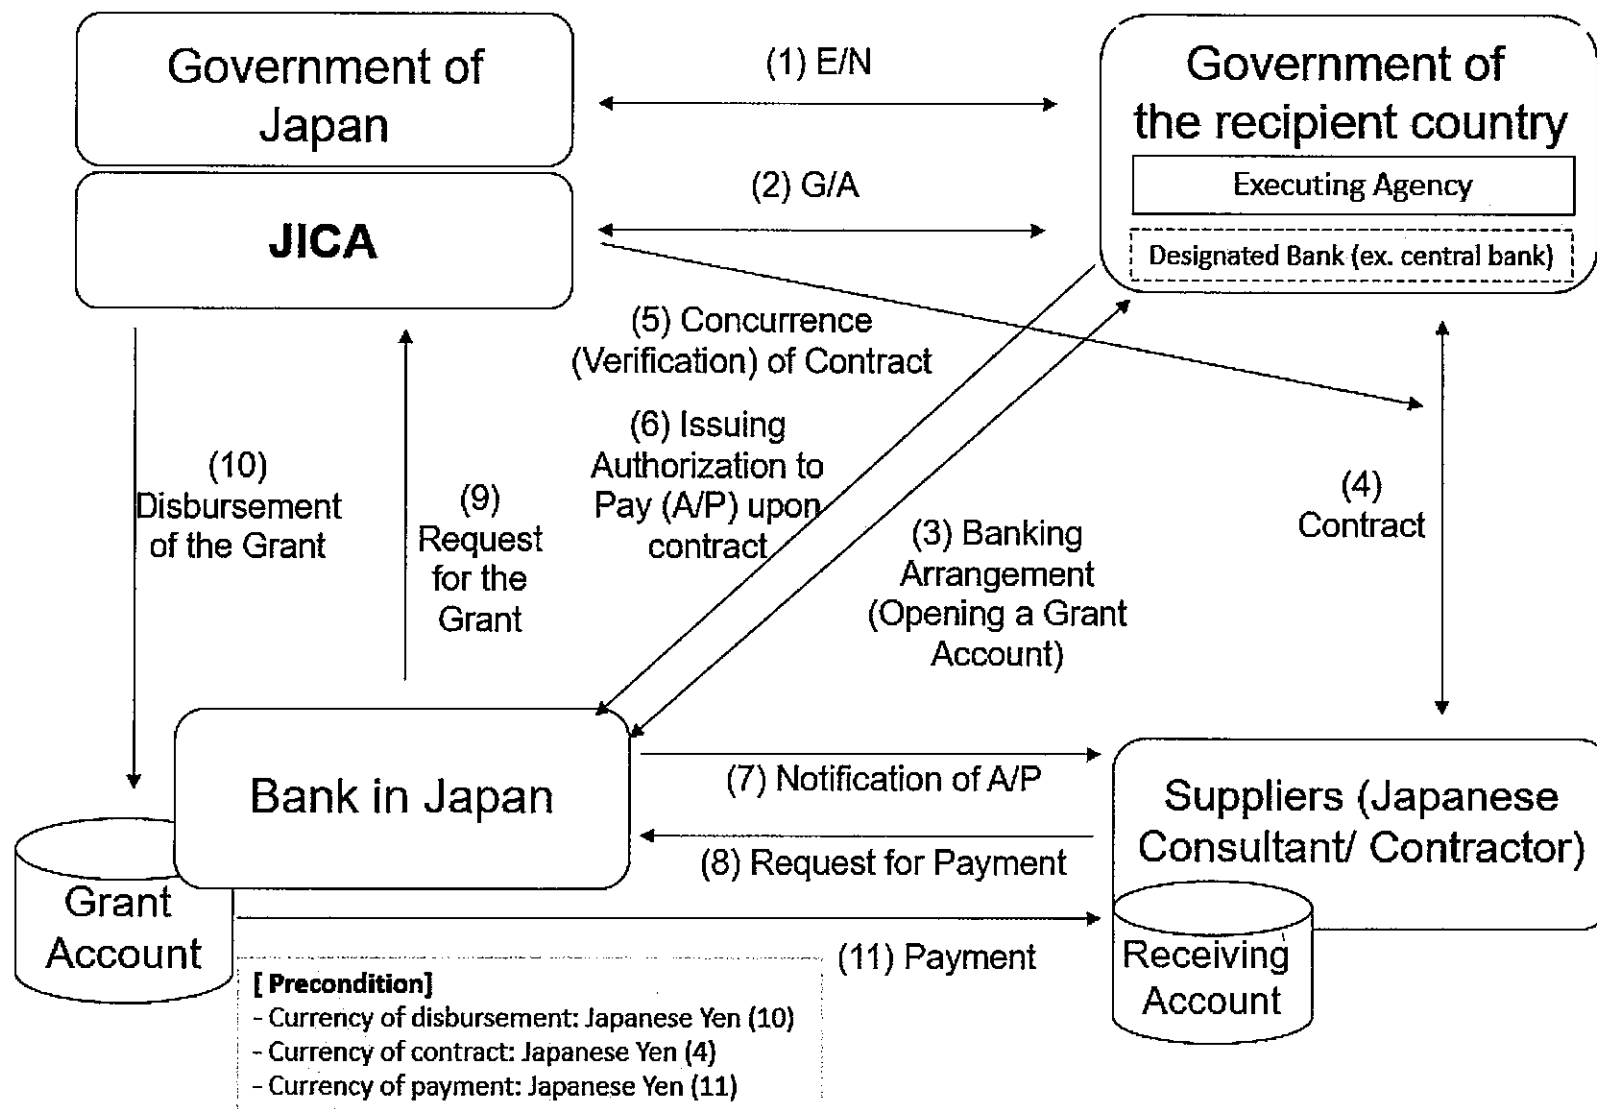 Government of
Japan
JICA
(1) E/N
(2) G/A
Government of
the recipient country
Executing Agency
Designated Bank (ex. central bank)
(5) Concurrence
(Verification) of Contract
(6) Issuing
Authorization to
Pay (A/P) upon
contract
(10)
Disbursement
of the Grant
(9)
Request
for the
Grant
(3) Banking
Arrangement
(Opening a Grant
Account)
(4)
Contract
Bank in Japan
(7) Notification of A/P
(8) Request for Payment
Suppliers (Japanese
Consultant/ Contractor)
Grant
Account
(11) Payment
Receiving
Account
[ Precondition]
- Currency of disbursement: Japanese Yen (10)
- Currency of contract: Japanese Yen (4)
- Currency of payment: Japanese Yen (11)